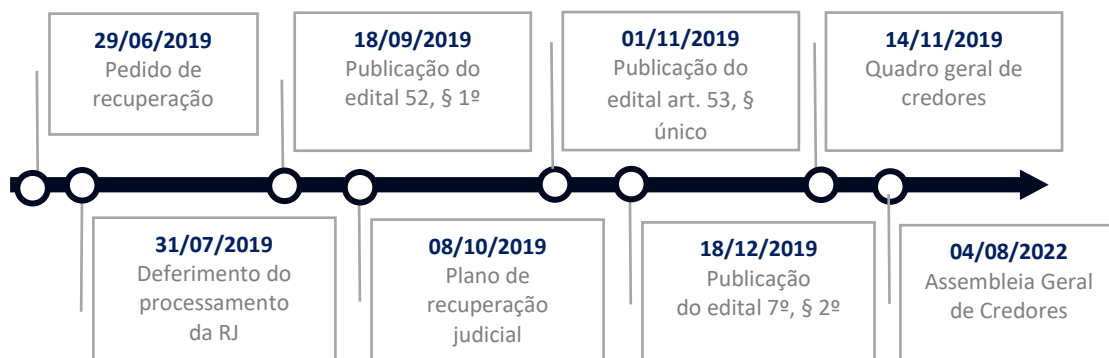 29/06/2019
Pedido de
recuperação
18/09/2019
Publicação do
edital 52, § 1º
01/11/2019
Publicação do
edital art. 53, §
único
14/11/2019
Quadro geral de
credores
31/07/2019
Deferimento do
processamento
da RJ
08/10/2019
Plano de
recuperação
judicial
18/12/2019
Publicação
do edital 7º, § 2º
04/08/2022
Assembleia Geral
de Credores